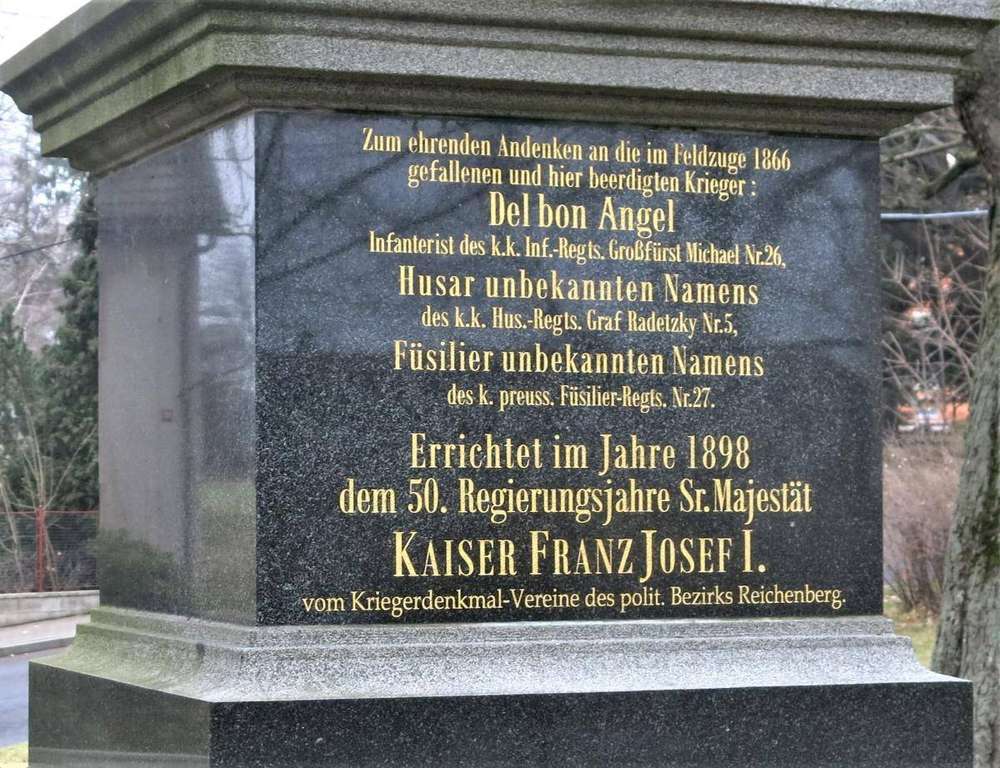 Zum ehrenden Andenken an die im Feldzuge 1866
gefallenen und hier beerdigten Krieger :
Del bon Angel
Infanterist des k.k. Inf.-Regts. Großfürst Michael Nr.26,
Husar unbekannten Namens
des k.k. Hus.-Regts. Graf Radetzky Nr.5,
Füsilier unbekannten Namens
des k. preuss. Füsilier-Regts. Nr.27.
Errichtet im Jahre 1898
dem 50. Regierungsjahre Sr. Majestät
KAISER FRANZ JOSEF I.
vom Kriegerdenkmal-Vereine des polit. Bezirks Reichenberg.